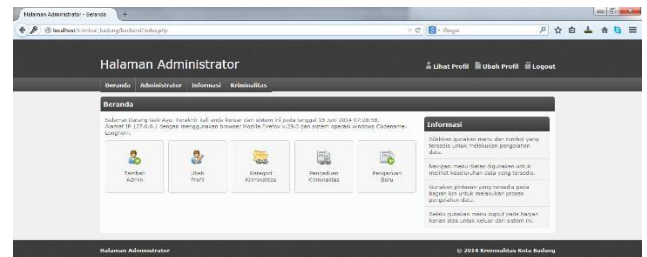 Halaman Administrator - Beranda
localhost/kriminal_badung/backend/index.php
Google
Halaman Administrator
Lihat Profil Ubah Profil Logout
Beranda Administrator Informasi Kriminalitas
Beranda
Selamat Datang Gek Ayu. Terakhir kali anda keluar dari sistem ini pada tanggal 15 Jun 2014 07:28:58.
Alamat IP (127.0.0.1) dengan menggunakan browser Mozilla Firefox v.29.0 dan sistem operasi Windows Codename.
Longhorn.
Tambah
Admin
Ubah
Profil
Kategori
Kriminalitas
Pengaduan
Kriminalitas
Pengaduan
Baru
Informasi
Silahkan gunakan menu dan tombol yang
tersedia untuk melakukan pengolahan
data.
Navigasi menu diatas digunakan untuk
melihat keseluruhan data yang tersedia.
Gunakan pintasan yang tersedia pada
bagian kiri untuk melakukan proses
pengolahan data.
Selalu gunakan menu logout pada bagian
kanan atas untuk keluar dari sistem ini.
Halaman Administrator
© 2014 Kriminalitas Kota Badung